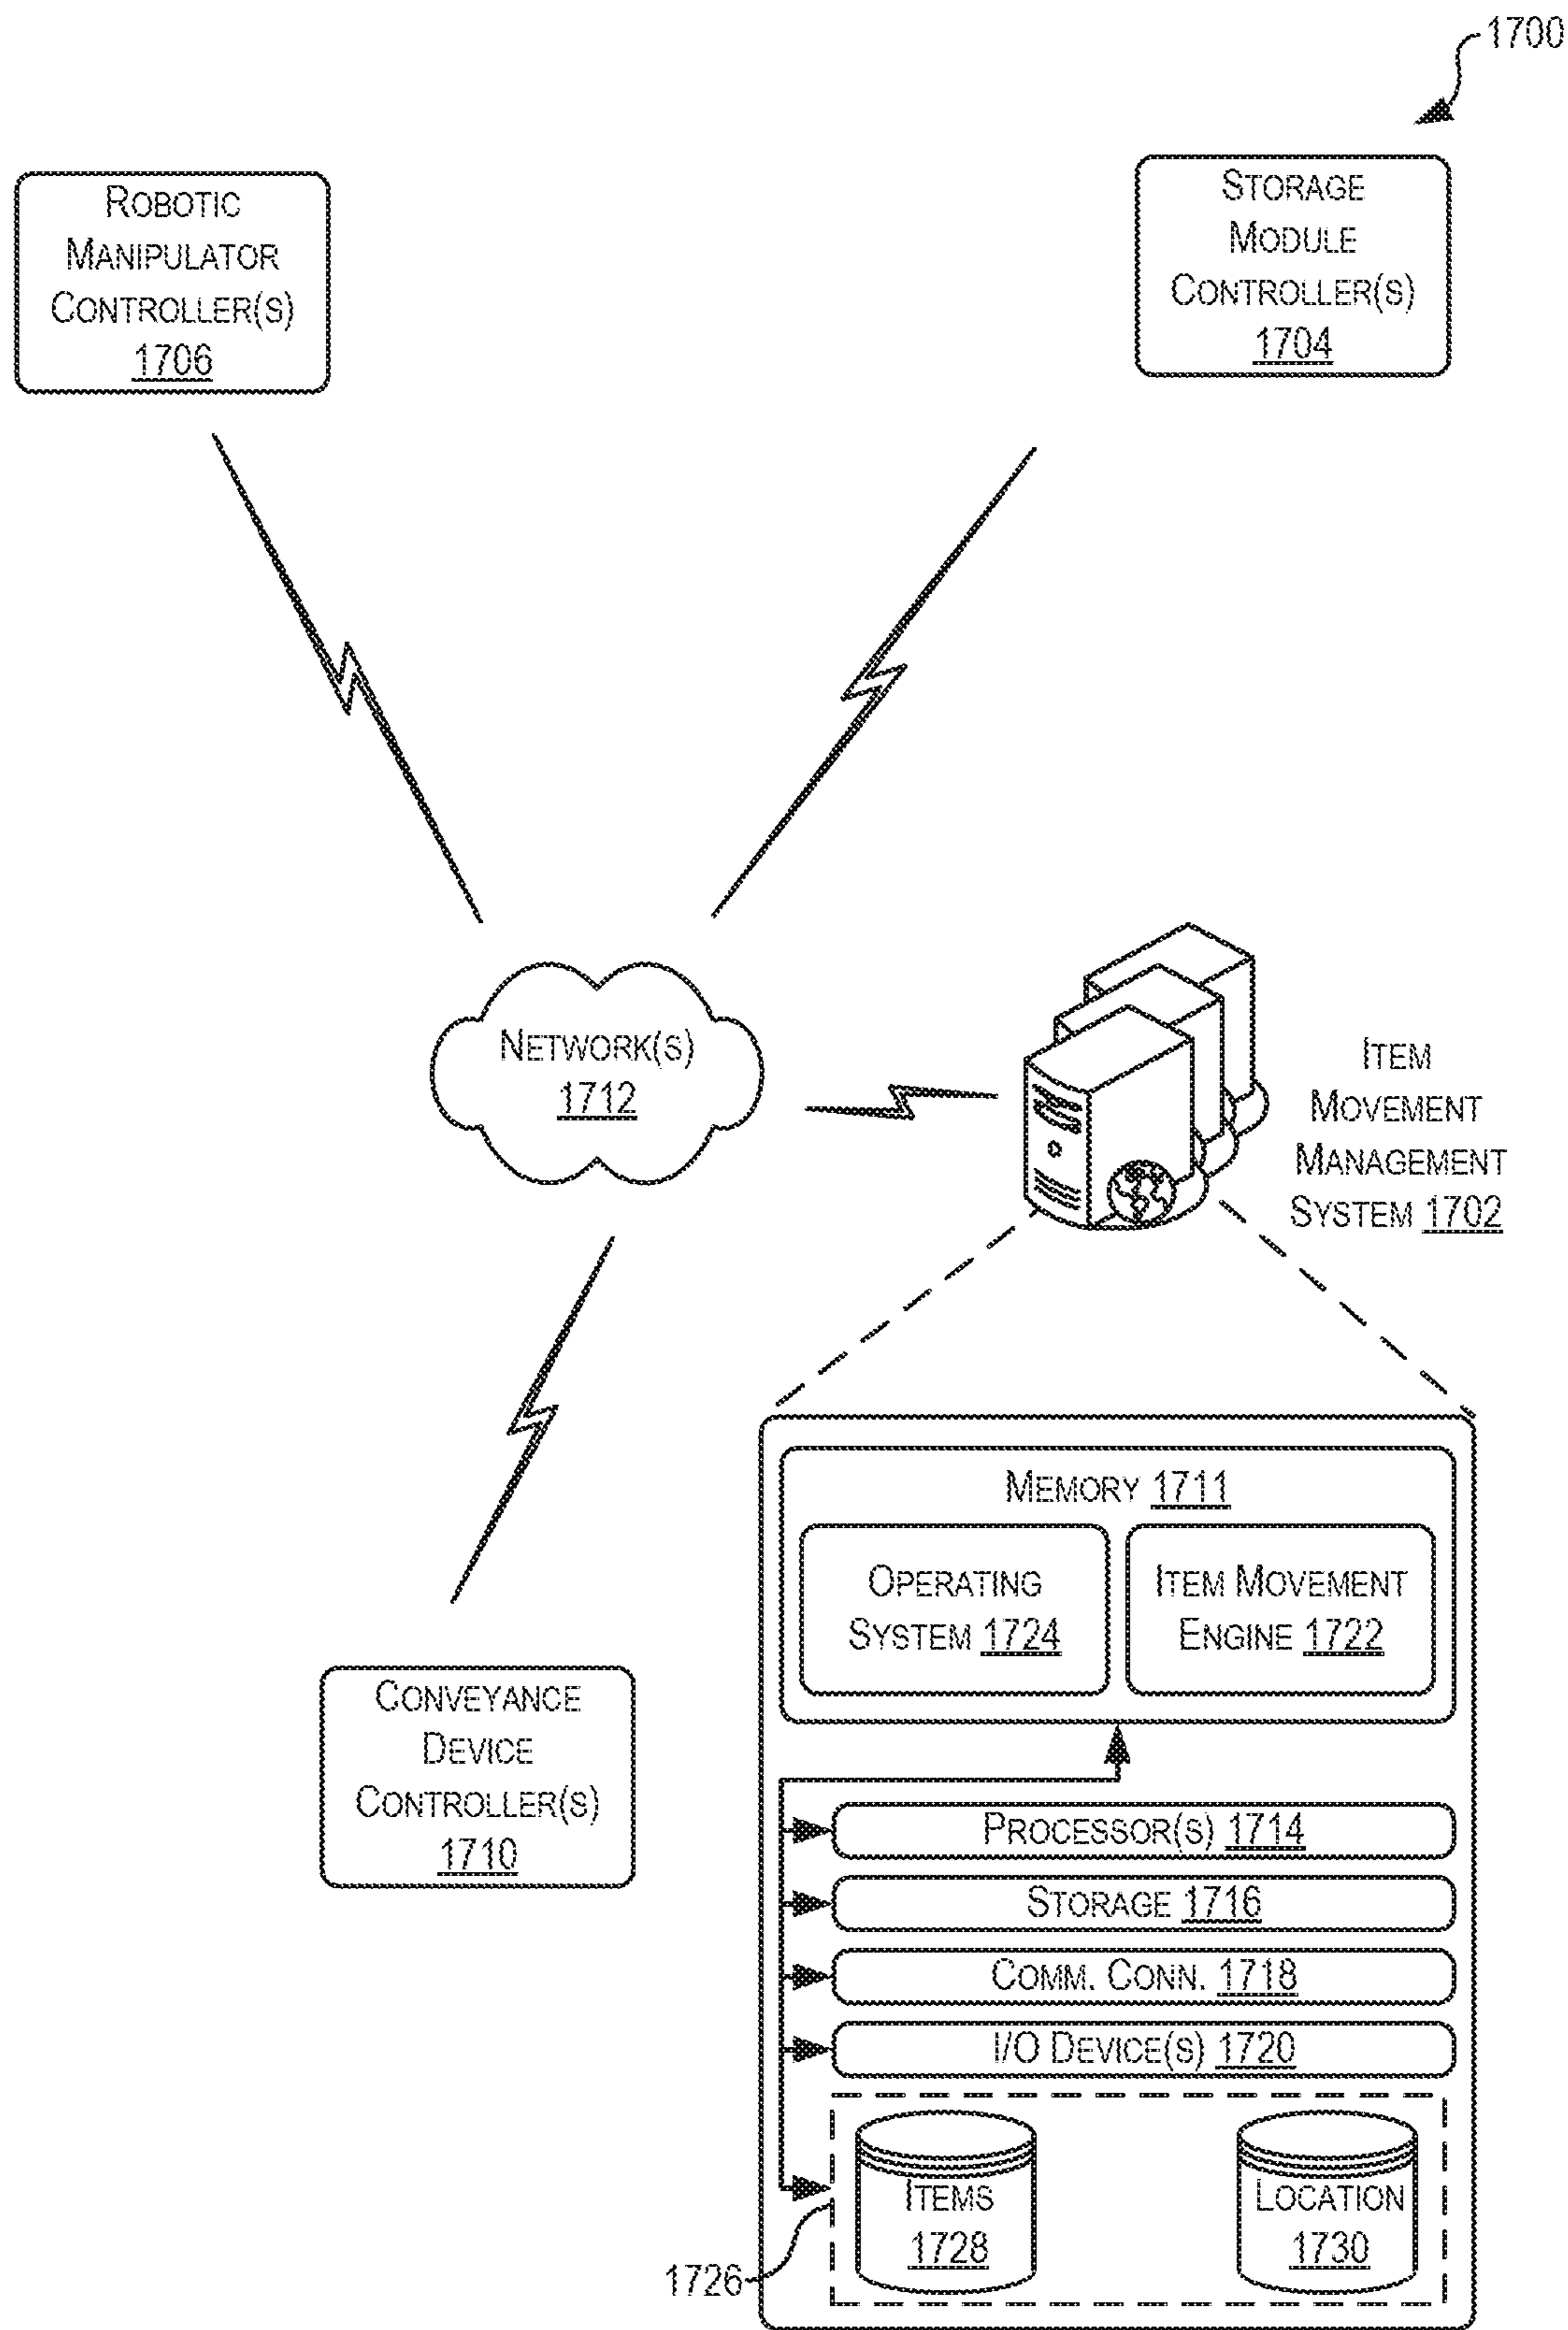 1700
ROBOTIC
MANIPULATOR
CONTROLLER(S)
1706
STORAGE
MODULE
CONTROLLER(S)
1704
NETWORK(S)
1712
ITEM
MOVEMENT
MANAGEMENT
SYSTEM 1702
CONVEYANCE
DEVICE
CONTROLLER(S)
1710
MEMORY 1711
OPERATING
SYSTEM 1724
ITEM MOVEMENT
ENGINE 1722
PROCESSOR(S) 1714
STORAGE 1716
COMM. CONN. 1718
I/O DEVICE(S) 1720
ITEMS
1728
LOCATION
1730
1726